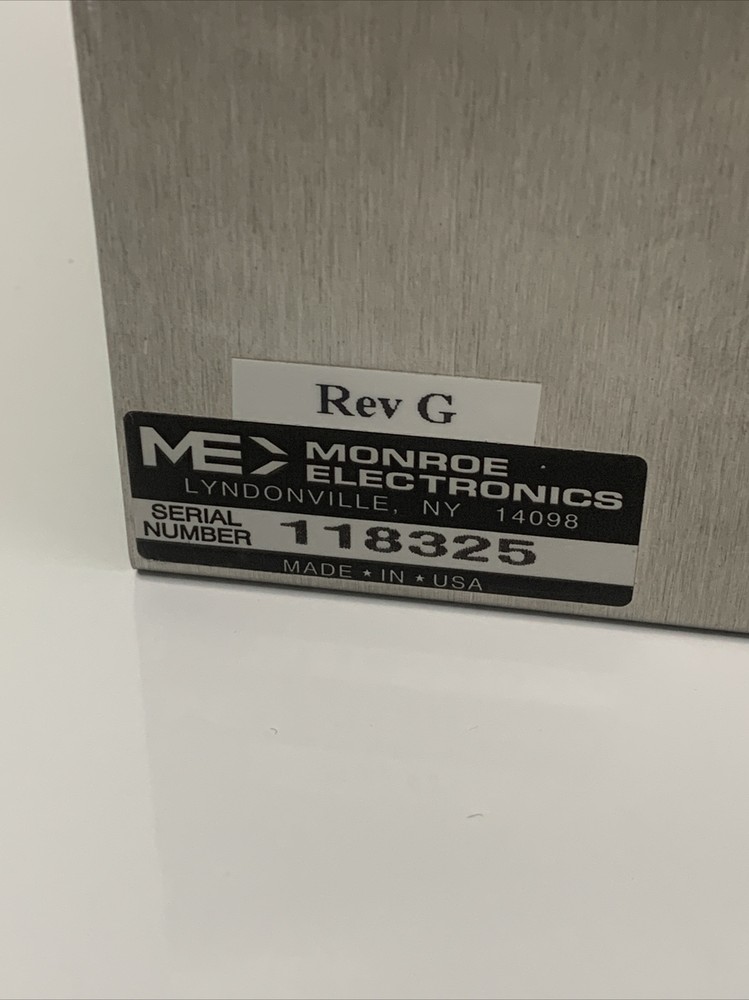 Rev G
ME MONROE
ELECTRONICS
LYNDONVILLE, NY 14098
SERIAL
NUMBER 118325
MADE ★ IN ★ USA